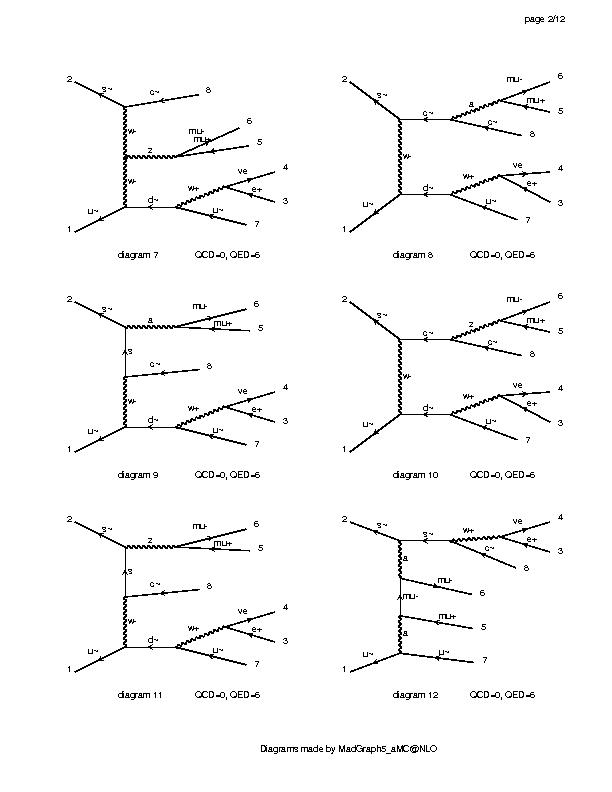 page 2/12
2 s~ c~ 8
w-
mu- 6
z mu+ 5
w-
ve 4
w+ e+ 3
d~
u~ u~ 7
1
diagram 7 QCD=0, QED=6
2 s~ mu- 6
a mu+ 5
c~ c~ 8
w-
ve 4
w+ e+ 3
d~
u~ u~ 7
1
diagram 8 QCD=0, QED=6
2 s~ mu- 6
a mu+ 5
s
c~ 8
w-
ve 4
w+ e+ 3
d~
u~ u~ 7
1
diagram 9 QCD=0, QED=6
2 s~ mu- 6
z mu+ 5
c~ c~ 8
w-
ve 4
w+ e+ 3
d~
u~ u~ 7
1
diagram 10 QCD=0, QED=6
2 s~ mu- 6
z mu+ 5
s
c~ 8
w-
ve 4
w+ e+ 3
d~
u~ u~ 7
1
diagram 11 QCD=0, QED=6
2 s~ ve 4
s~ w+ e+ 3
c~ 8
a
mu- 6
mu-
mu+ 5
a
u~ u~ 7
1
diagram 12 QCD=0, QED=6
Diagrams made by MadGraph5_aMC@NLO